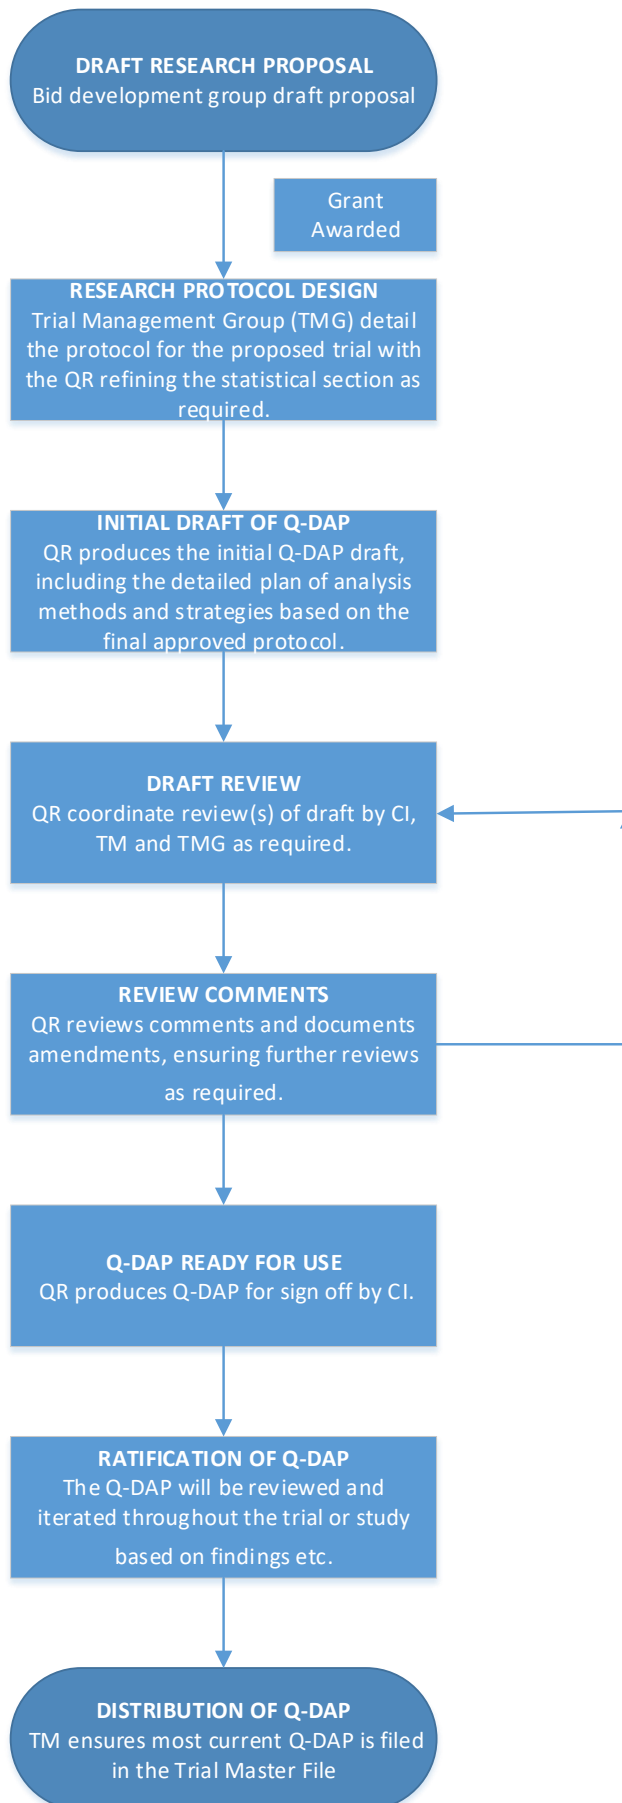 DRAFT RESEARCH PROPOSAL
Bid development group draft proposal
Grant
Awarded
RESEARCH PROTOCOL DESIGN
Trial Management Group (TMG) detail
the protocol for the proposed trial with
the QR refining the statistical section as
required.
INITIAL DRAFT OF Q-DAP
QR produces the initial Q-DAP draft,
including the detailed plan of analysis
methods and strategies based on the
final approved protocol.
DRAFT REVIEW
QR coordinate review(s) of draft by CI,
TM and TMG as required.
REVIEW COMMENTS
QR reviews comments and documents
amendments, ensuring further reviews
as required.
Q-DAP READY FOR USE
QR produces Q-DAP for sign off by CI.
RATIFICATION OF Q-DAP
The Q-DAP will be reviewed and
iterated throughout the trial or study
based on findings etc.
DISTRIBUTION OF Q-DAP
TM ensures most current Q-DAP is filed
in the Trial Master File